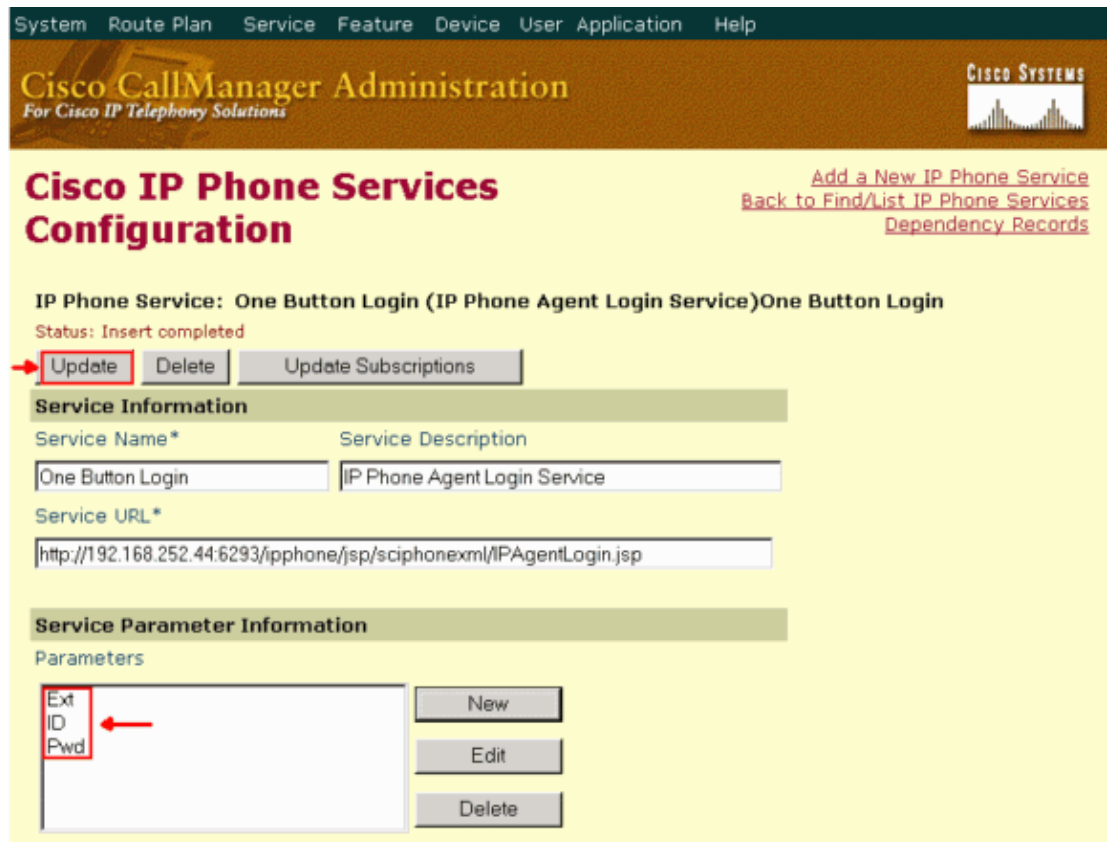 System Route Plan Service Feature Device User Application Help
Cisco CallManager Administration
For Cisco IP Telephony Solutions
CISCO SYSTEMS
Cisco IP Phone Services
Configuration
Add a New IP Phone Service
Back to Find/List IP Phone Services
Dependency Records
IP Phone Service: One Button Login (IP Phone Agent Login Service)One Button Login
Status: Insert completed
Update Delete Update Subscriptions
Service Information
Service Name* Service Description
One Button Login IP Phone Agent Login Service
Service URL*
http://192.168.252.44:6293/ipphone/jsp/sciphonexml/IPAgentLogin.jsp
Service Parameter Information
Parameters
Ext
ID
Pwd
New
Edit
Delete